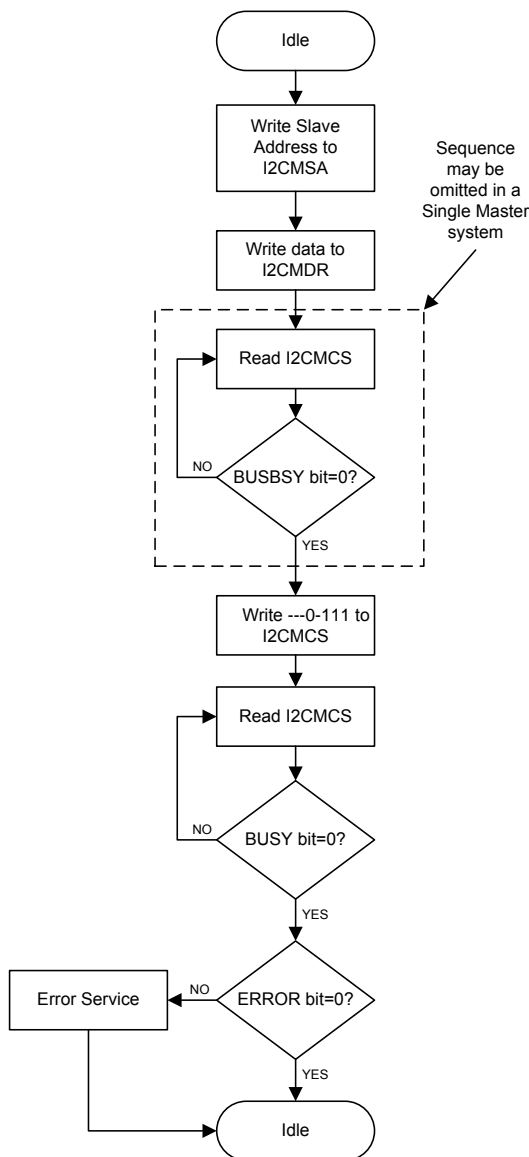 Idle
Write Slave
Address to
I2CMSA
Sequence
may be
omitted in a
Single Master
system
Write data to
I2CMDR
Read I2CMCS
NO
BUSBSY bit=0?
YES
Write ---0-111 to
I2CMCS
Read I2CMCS
NO
BUSY bit=0?
YES
Error Service
NO
ERROR bit=0?
YES
Idle